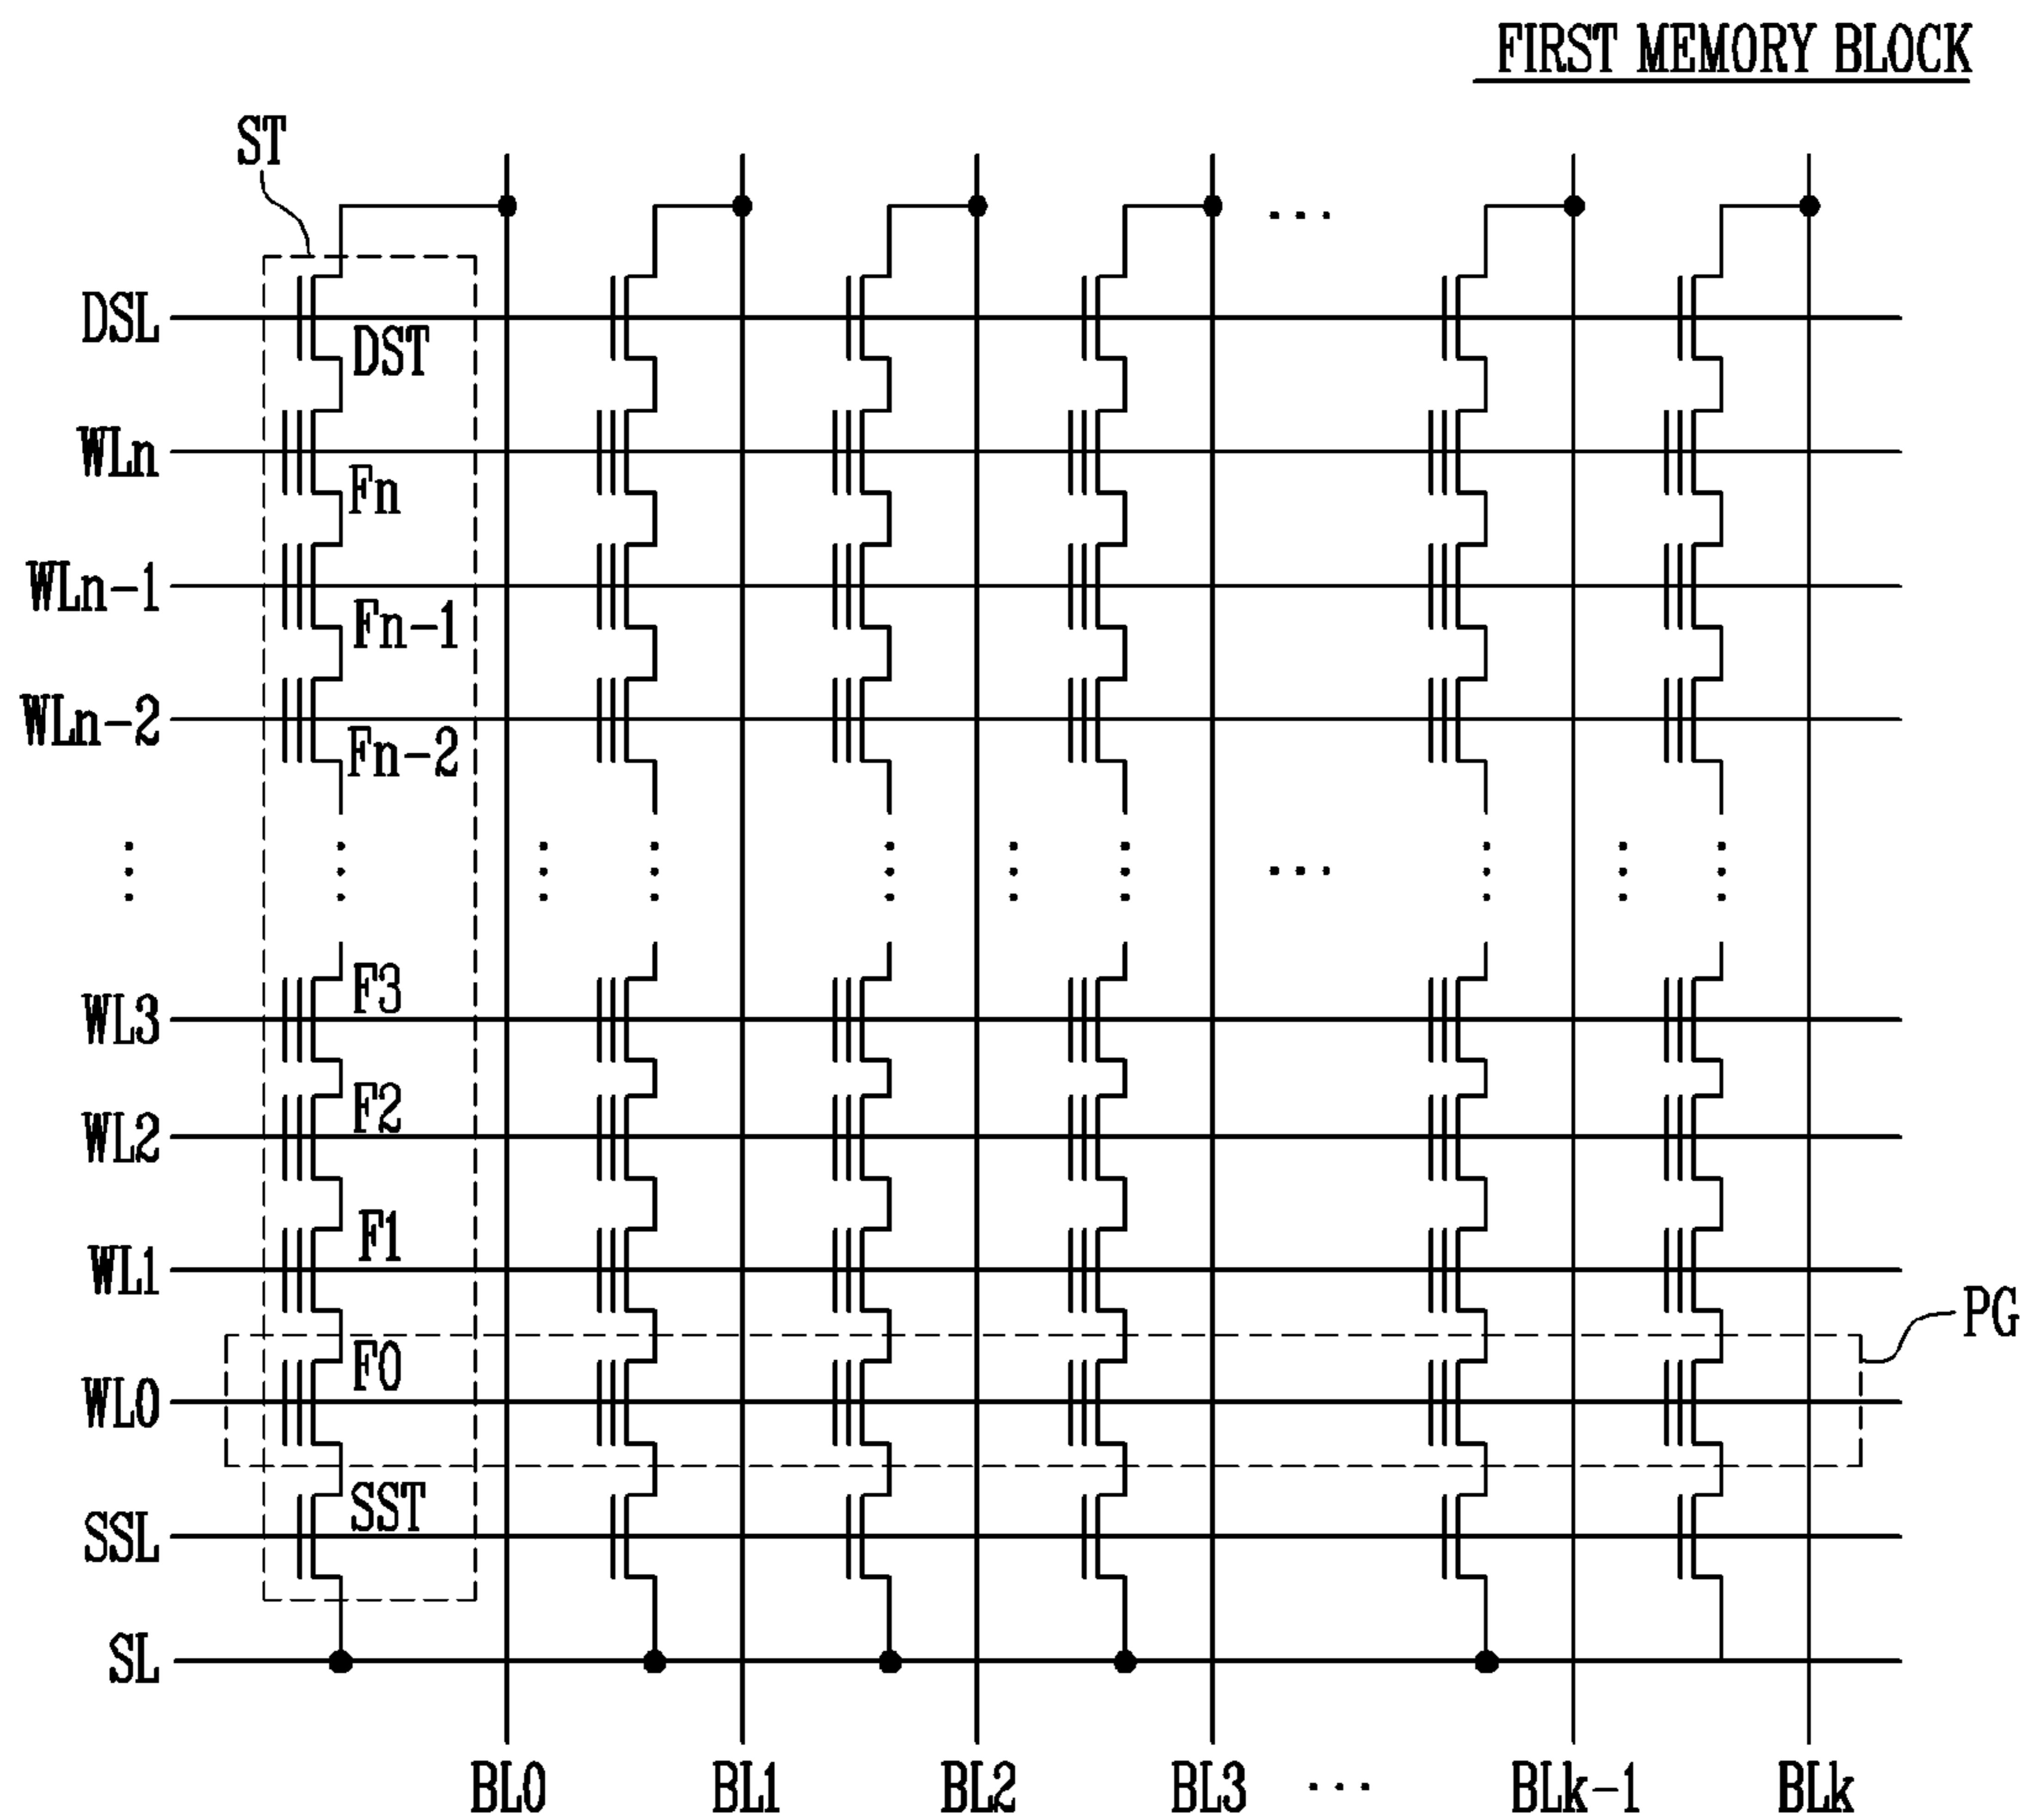 FIRST MEMORY BLOCK
ST
DSL
DST
WLn
Fn
WLn-1
Fn-1
WLn-2
Fn-2
...
F3
WL3
F2
WL2
F1
WL1
PG
F0
WL0
SST
SSL
SL
BL0 BL1 BL2 BL3 ... BLk-1 BLk